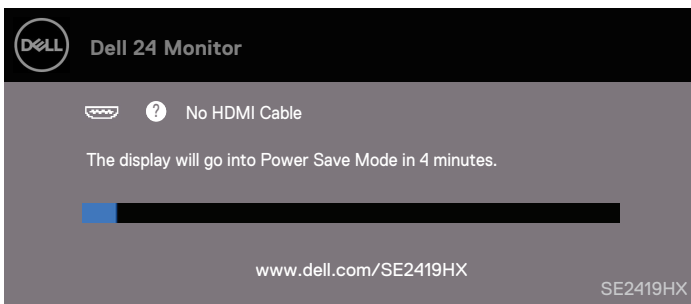 DELL
Dell 24 Monitor
? No HDMI Cable
The display will go into Power Save Mode in 4 minutes.
www.dell.com/SE2419HX
SE2419HX